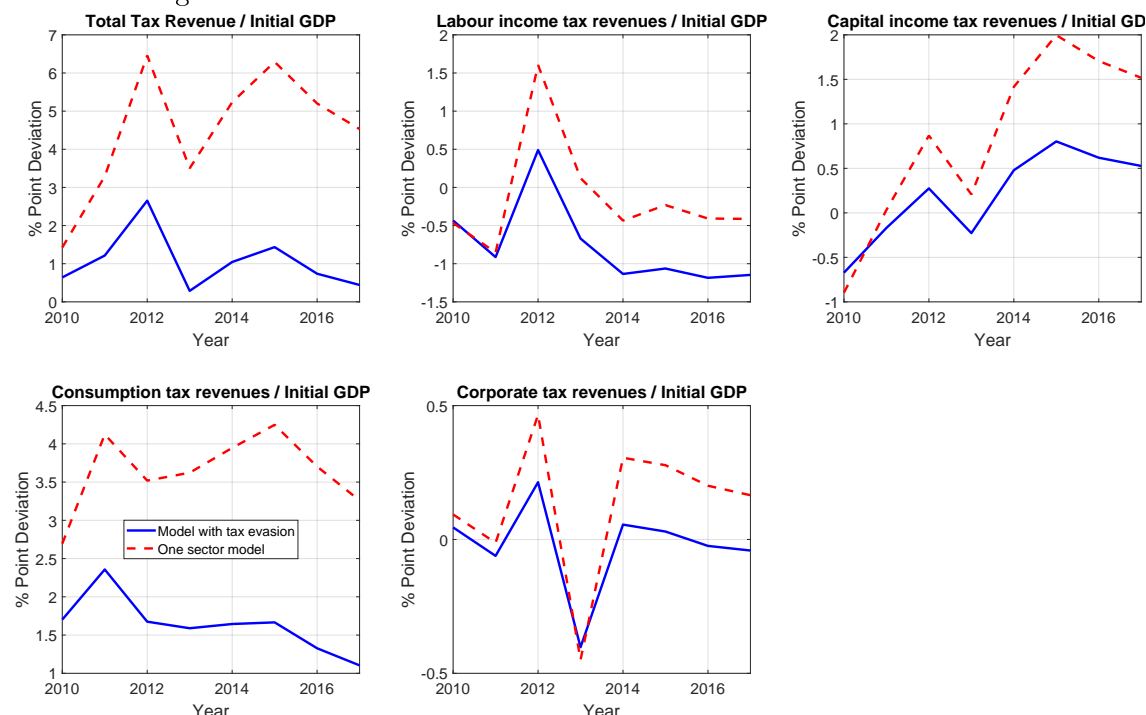 Total Tax Revenue / Initial GDP
7
6
5
4
3
2
1
0
% Point Deviation
2010 2012 2014 2016
Year
Labour income tax revenues / Initial GDP
2
1.5
1
0.5
0
-0.5
-1
-1.5
% Point Deviation
2010 2012 2014 2016
Year
Capital income tax revenues / Initial GD
2
1.5
1
0.5
0
-0.5
-1
% Point Deviation
2010 2012 2014 2016
Year
Consumption tax revenues / Initial GDP
4.5
4
3.5
3
2.5
2
1.5
1
% Point Deviation
Model with tax evasion
One sector model
2010 2012 2014 2016
Year
Corporate tax revenues / Initial GDP
0.5
0
-0.5
% Point Deviation
2010 2012 2014 2016
Year